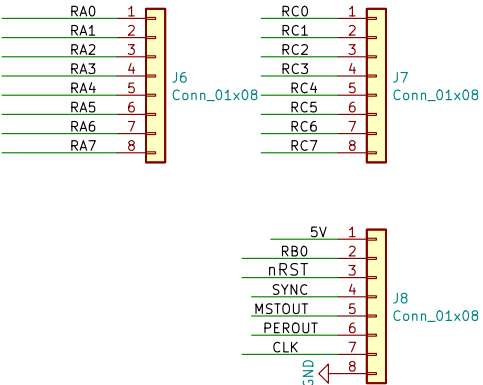 RA0 1
RA1 2
RA2 3
RA3 4
RA4 5
RA5 6
RA6 7
RA7 8
J6
Conn_01x08
RC0 1
RC1 2
RC2 3
RC3 4
RC4 5
RC5 6
RC6 7
RC7 8
J7
Conn_01x08
5V 1
RB0 2
nRST 3
SYNC 4
MSTOUT 5
PEROUT 6
CLK 7
GND 8
J8
Conn_01x08